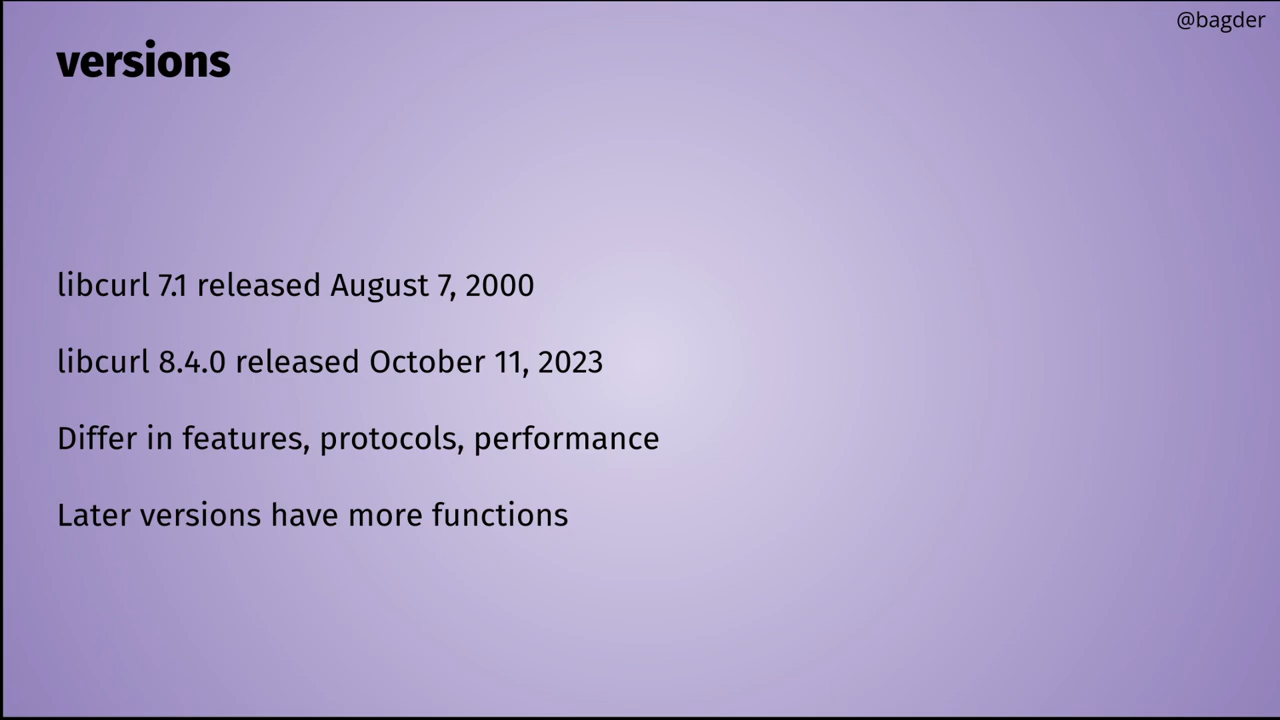 @bagder
versions
libcurl 7.1 released August 7, 2000
libcurl 8.4.0 released October 11, 2023
Differ in features, protocols, performance
Later versions have more functions